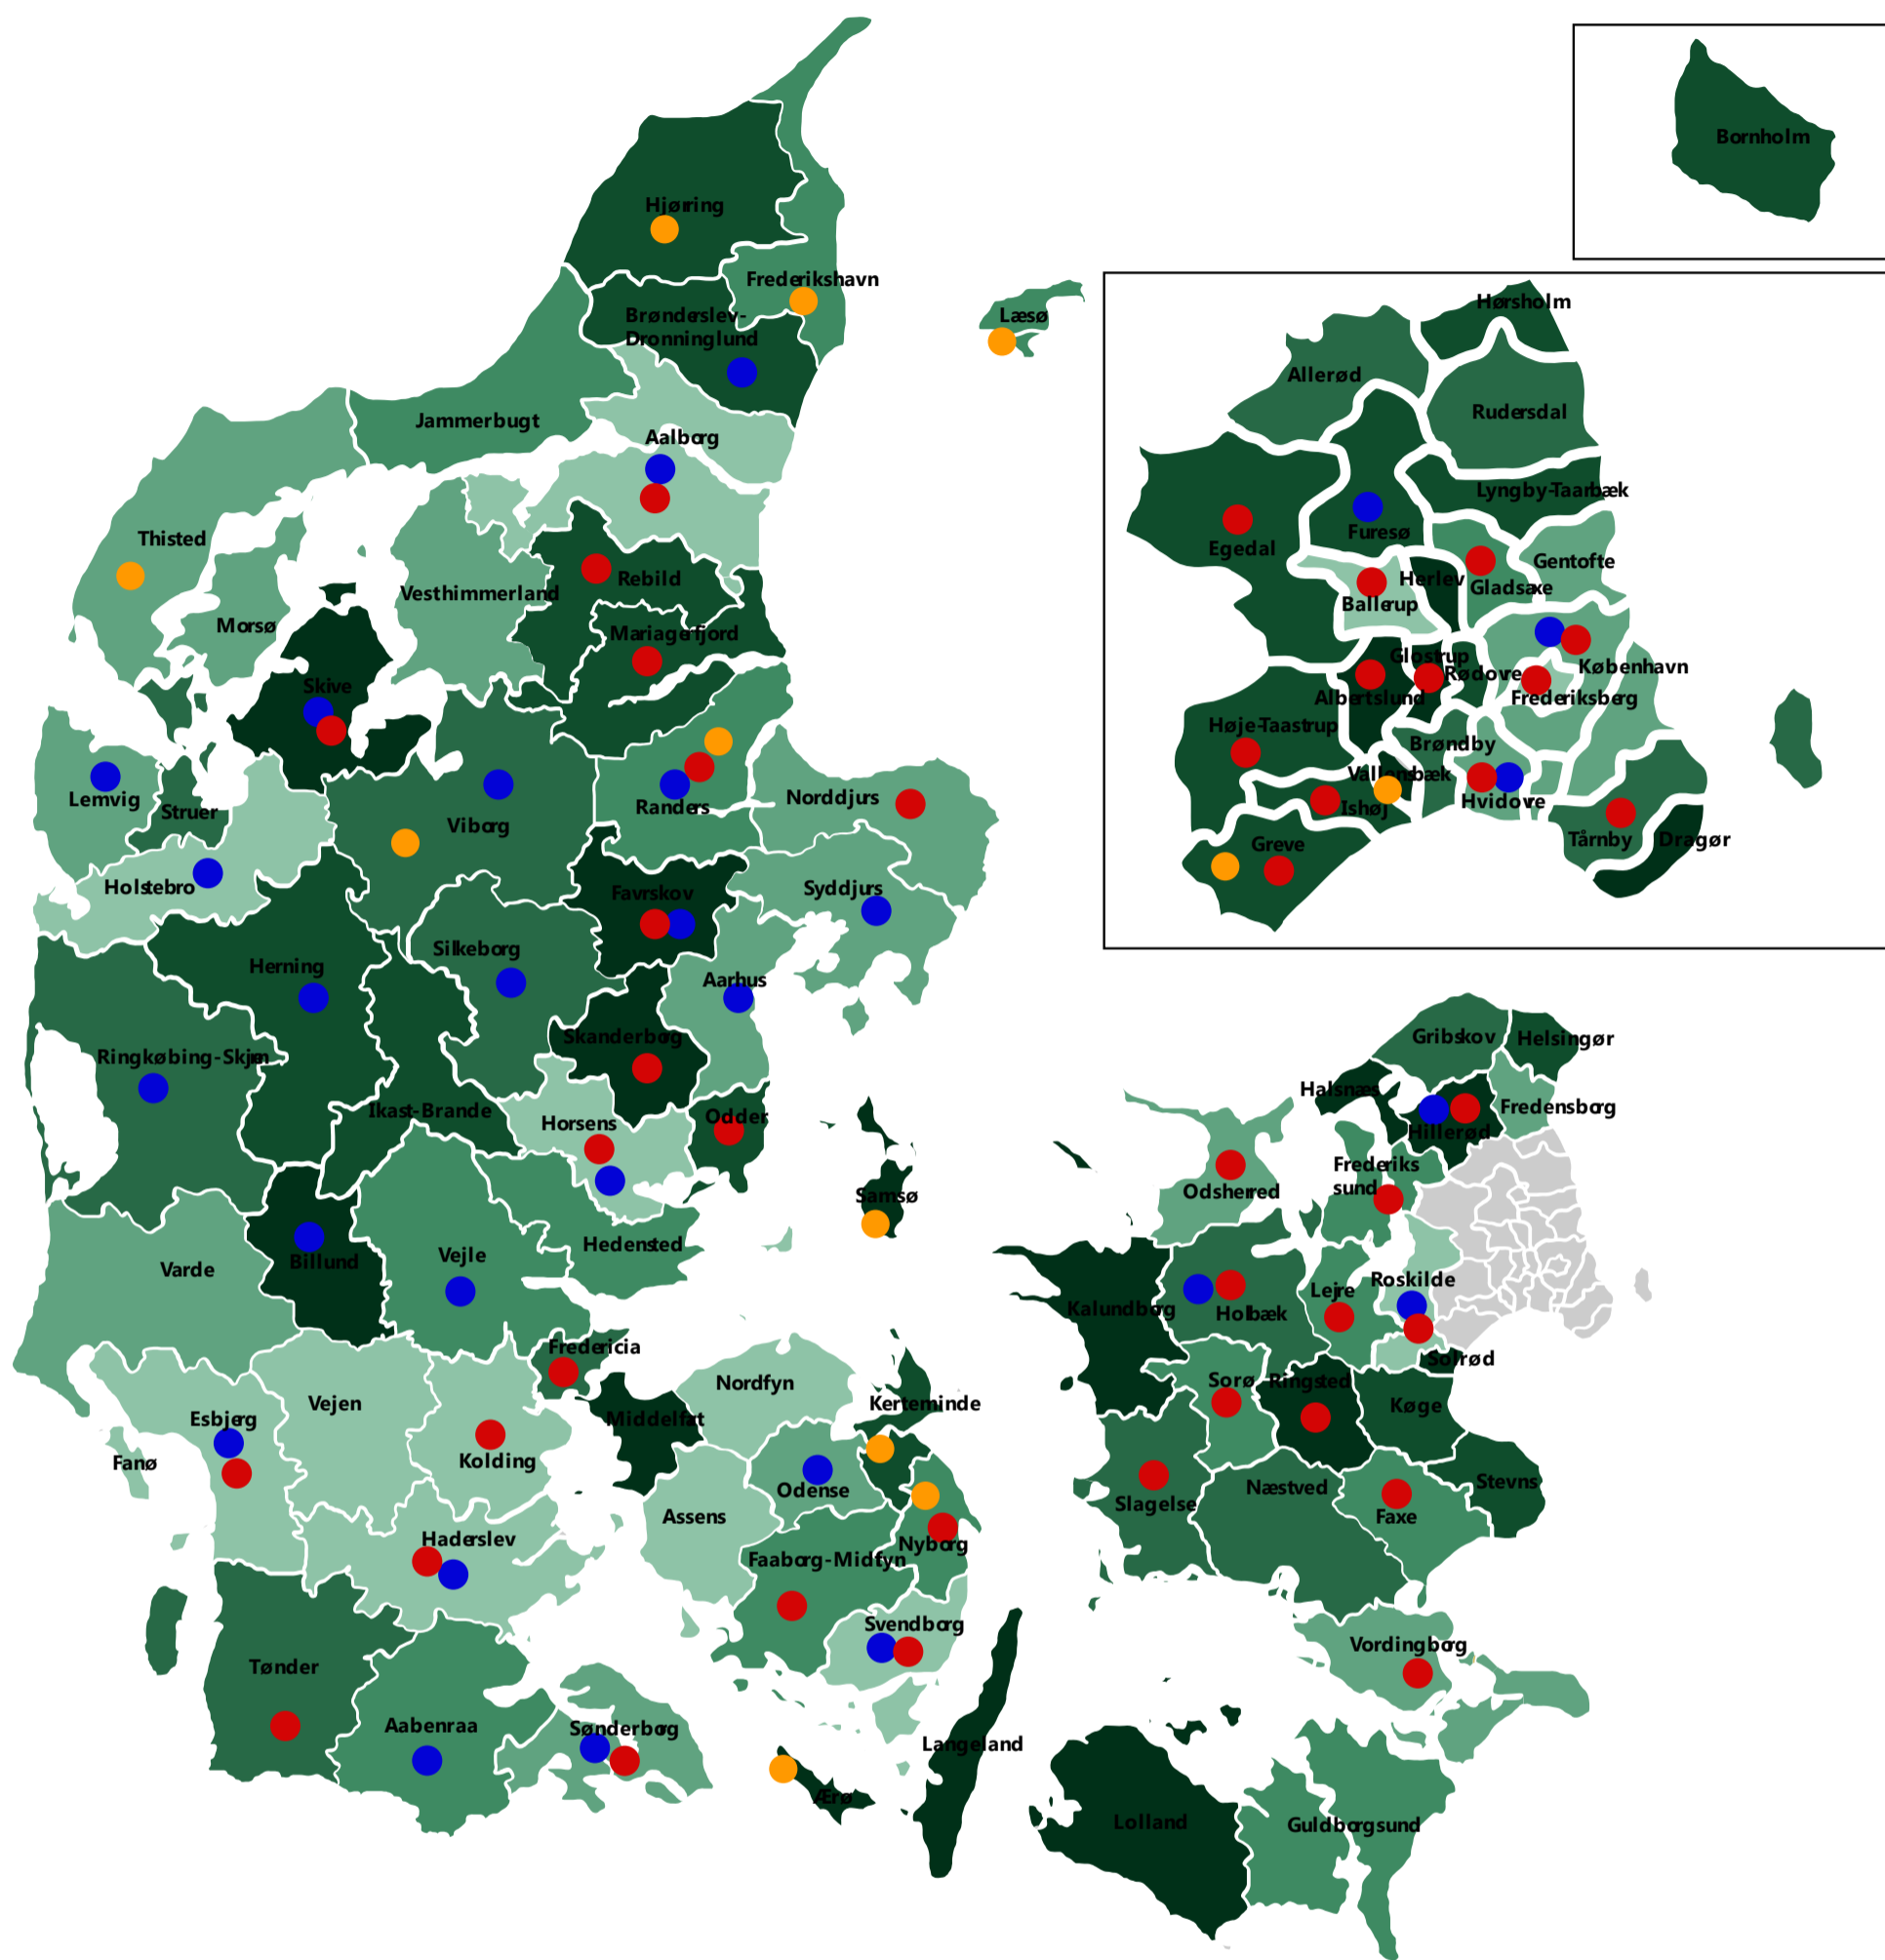 Bornholm
Hjørring
Frederikshavn
Brønderslev-
Dronninglund
Læsø
Jammerbugt
Aalborg
Thisted
Vesthimmerland
Rebild
Morsø
Mariagerfjord
Skive
Lemvig
Struer
Viborg
Randers
Norddjurs
Holstebro
Favrskov
Syddjurs
Herning
Silkeborg
Aarhus
Ringkøbing-Skjern
Skanderborg
Ikast-Brande
Horsens
Odder
Samsø
Hedensted
Varde
Billund
Vejle
Fredericia
Vejen
Esbjerg
Fanø
Kolding
Middelfart
Nordfyn
Kerteminde
Odense
Assens
Haderslev
Faaborg-Midtfyn
Nyborg
Svendborg
Tønder
Aabenraa
Sønderborg
Ærø
Langeland
Hørsholm
Allerød
Rudersdal
Lyngby-Taarbæk
Egedal
Furesø
Gentofte
Herlev
Gladsaxe
Ballerup
Glostrup
Rødovre
København
Albertslund
Frederiksberg
Høje-Taastrup
Brøndby
Vallensbæk
Ishøj
Hvidovre
Greve
Tårnby
Dragør
Gribskov
Helsingør
Halsnæs
Fredensborg
Hillerød
Frederiks
sund
Odsherred
Roskilde
Lejre
Kalundborg
Holbæk
Solrød
Sorø
Ringsted
Køge
Stevns
Næstved
Slagelse
Faxe
Vordingborg
Lolland
Guldborgsund